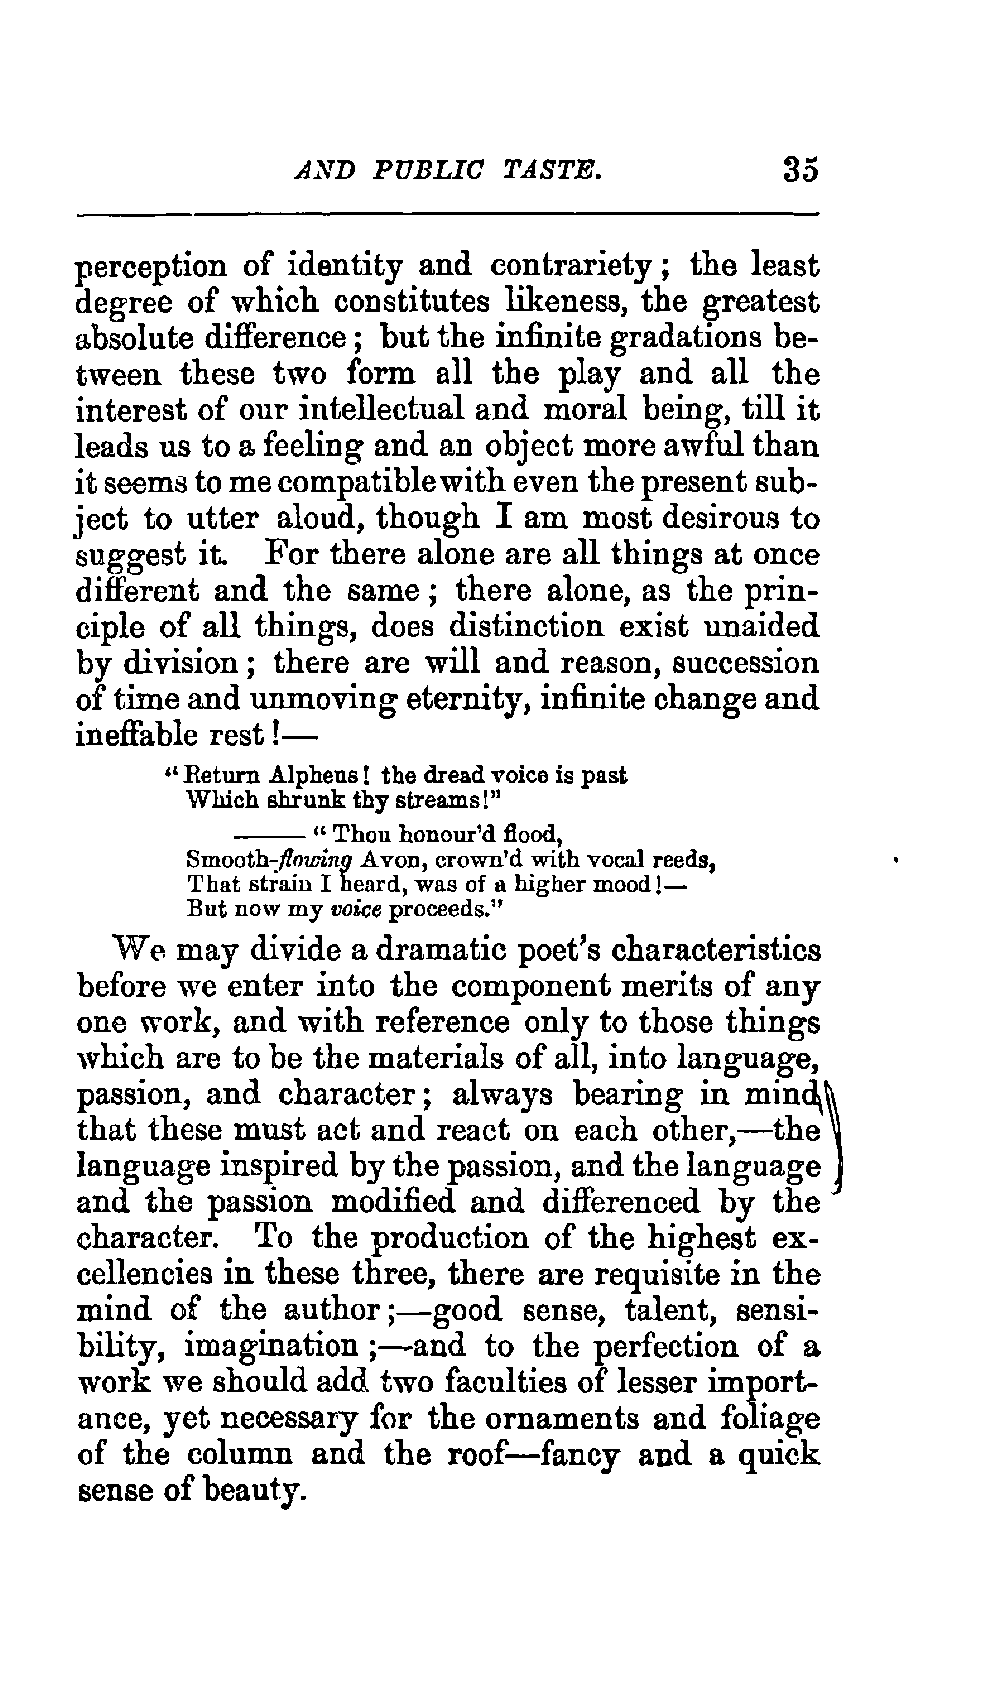 AND PUBLIC TASTE. 35
perception of identity and contrariety; the least
degree of which constitutes likeness, the greatest
absolute difference; but the infinite gradations be-
tween these two form all the play and all the
interest of our intellectual and moral being, till it
leads us to a feeling and an object more awful than
it seems to me compatible with even the present sub-
ject to utter aloud, though I am most desirous to
suggest it. For there alone are all things at once
different and the same; there alone, as the prin-
ciple of all things, does distinction exist unaided
by division; there are will and reason, succession
of time and unmoving eternity, infinite change and
ineffable rest!—
"Return Alpheus! the dread voice is past
Which shrunk thy streams!"
——— "Thou honour'd flood,
Smooth-flowing Avon, crown'd with vocal reeds,
That strain I heard, was of a higher mood!—
But now my voice proceeds."
We may divide a dramatic poet's characteristics
before we enter into the component merits of any
one work, and with reference only to those things
which are to be the materials of all, into language,
passion, and character; always bearing in mind
that these must act and react on each other,—the
language inspired by the passion, and the language
and the passion modified and differenced by the
character. To the production of the highest ex-
cellencies in these three, there are requisite in the
mind of the author;—good sense, talent, sensi-
bility, imagination;—and to the perfection of a
work we should add two faculties of lesser import-
ance, yet necessary for the ornaments and foliage
of the column and the roof—fancy and a quick
sense of beauty.